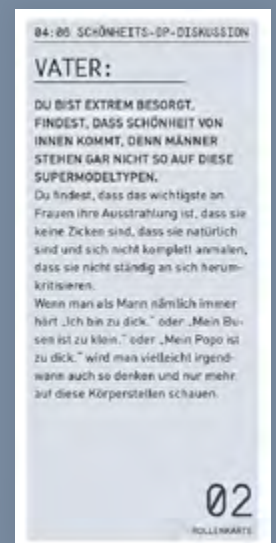 04:06 SCHÖNHEITS-OP-DISKUSSION
VATER:
DU BIST EXTREM BESORGT,
FINDEST, DASS SCHÖNHEIT VON
INNEN KOMMT, DENN MÄNNER
STEHEN GAR NICHT SO AUF DIESE
SUPERMODELTYPEN.
Du findest, dass das wichtigste an
Frauen ihre Ausstrahlung ist, dass sie
keine Zicken sind, dass sie natürlich
sind und sich nicht komplett anmalen,
dass sie nicht ständig an sich herum-
kritisieren.
Wenn man als Mann nämlich immer
hört „Ich bin zu dick.“ oder „Mein Bu-
sen ist zu klein.“ oder „Mein Popo ist
zu dick.“ wird man vielleicht irgend-
wann auch so denken und nur mehr
auf diese Körperstellen schauen.
02
ROLLENKARTE